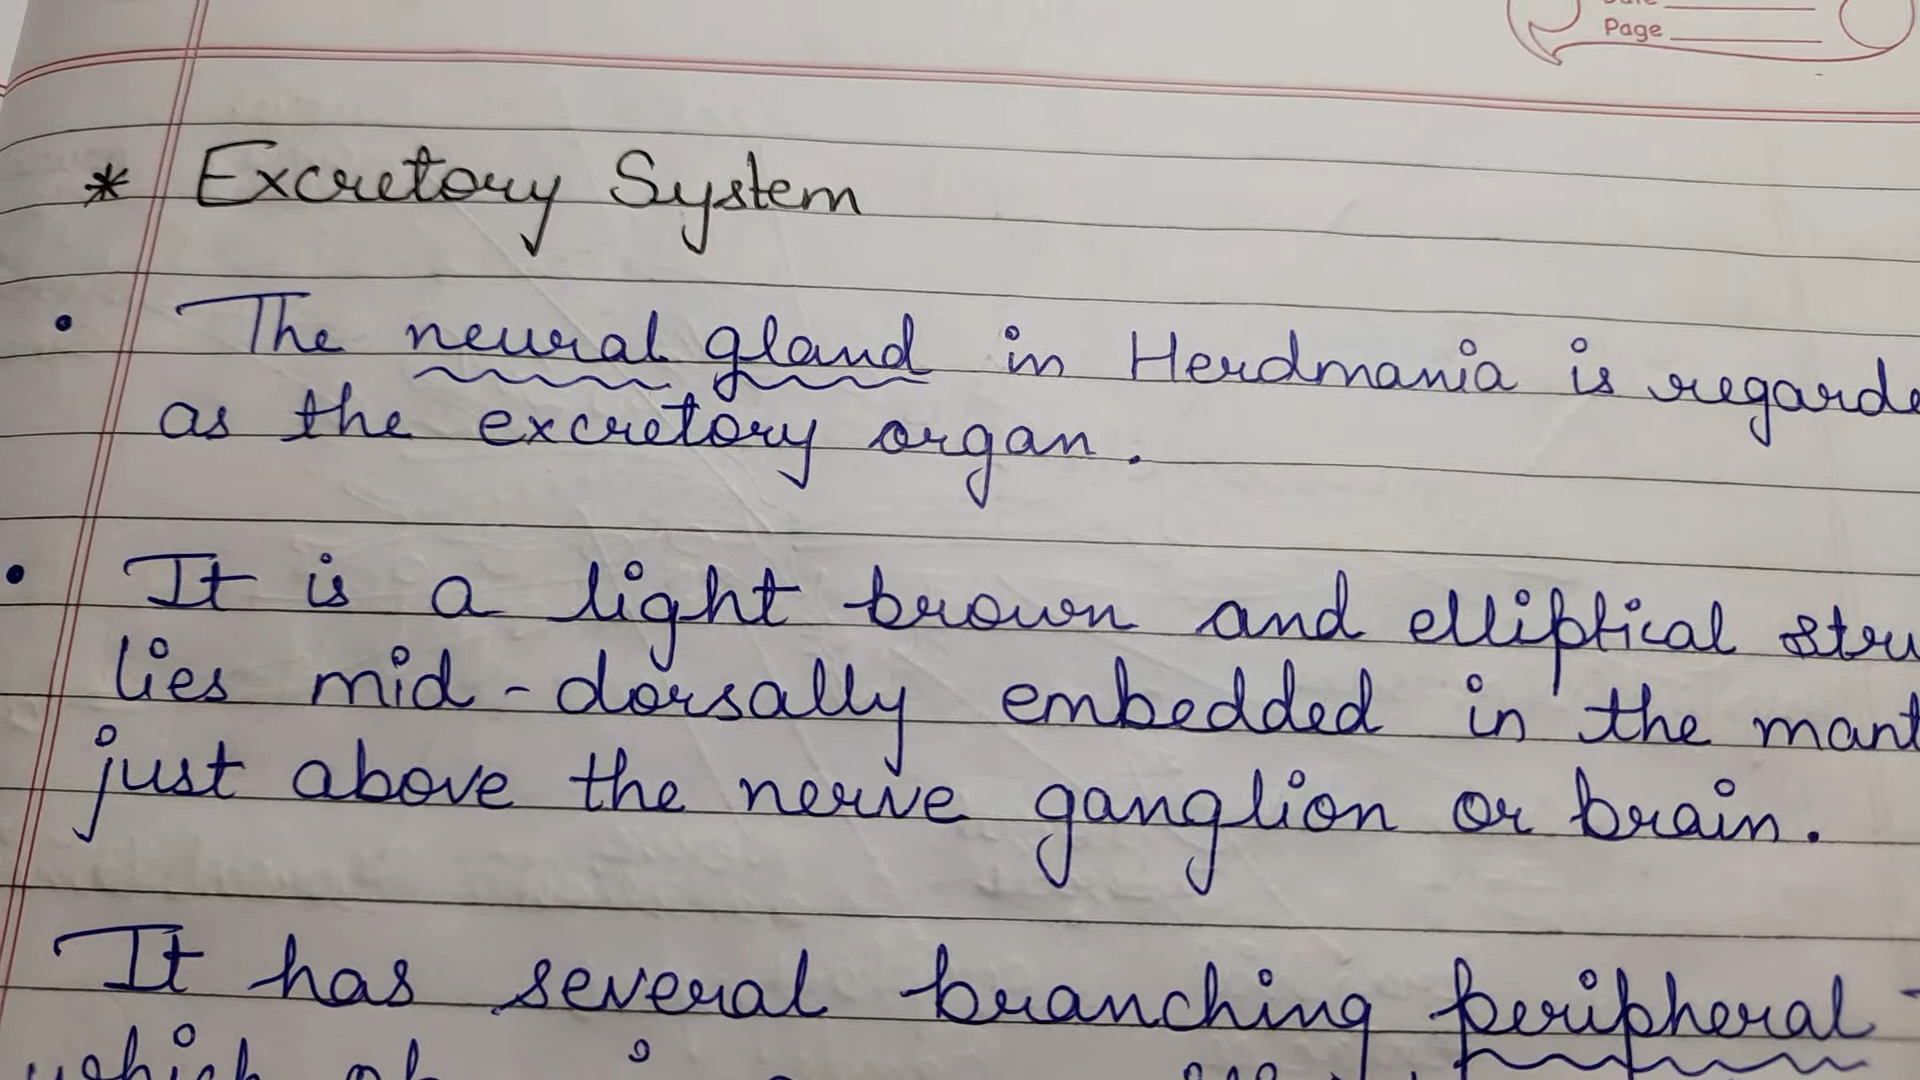 Page
* Excretory System
• The neural gland in Herdmania is regarde
as the excretory organ.
• It is a light brown and elliptical stru
lies mid-dorsally embedded in the mant
just above the nerve ganglion or brain.
It has several branching peripheral
which